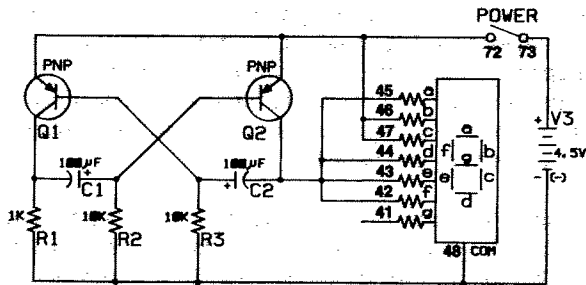 POWER
72 73
PNP
PNP
Q1
Q2
45 a
46 b
47 c
44 d
43 e
42 f
41 g
a
f b
g
e c
d
48 COM
V3
+
4.5V
- (-)
100µF
+
C1
100µF
+
C2
1K
R1
10K
R2
10K
R3